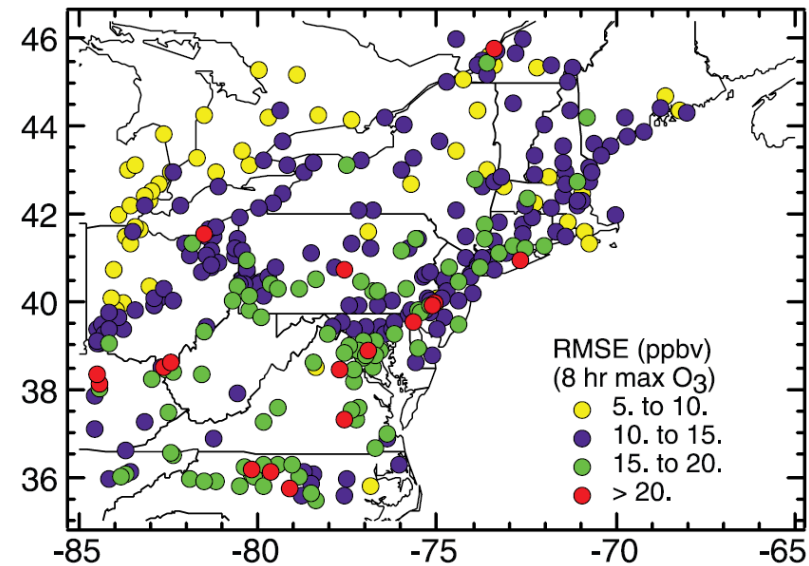 46
44
42
40
38
36
RMSE (ppbv)
(8 hr max O₃)
5. to 10.
10. to 15.
15. to 20.
> 20.
-85 -80 -75 -70 -65